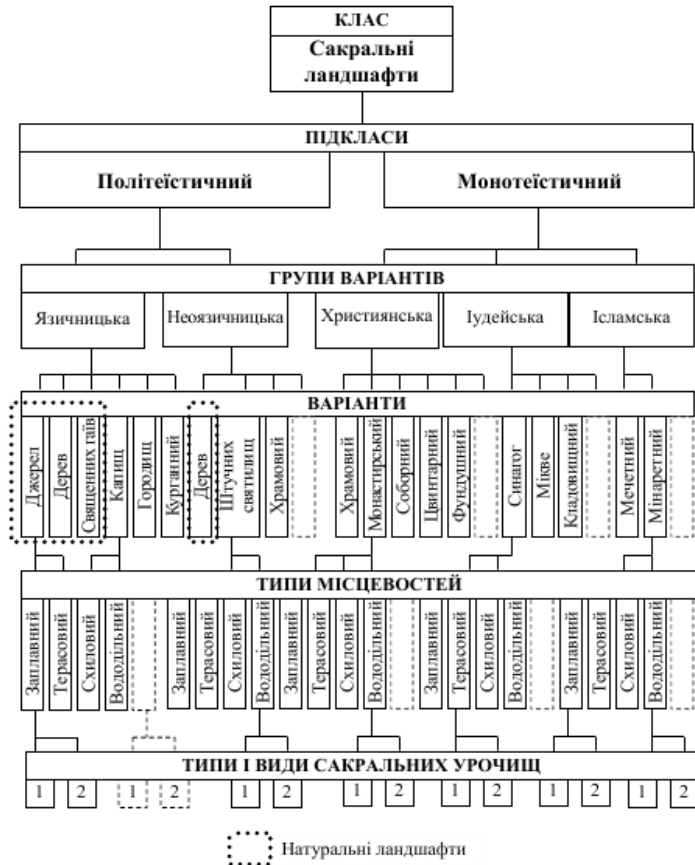 КЛАС
Сакральні
ландшафти
ПІДКЛАСИ
Політеїстичний
Монотеїстичний
ГРУПИ ВАРІАНТІВ
Язичницька
Неоязичницька
Християнська
Іудейська
Ісламська
ВАРІАНТИ
Джерел
Дерев
Священних гаїв
Капищ
Городищ
Курганний
Дерев
Штучних
святилищ
Храмовий
Храмовий
Монастирський
Соборний
Цвинтарний
Фундушний
Синагог
Мікве
Кладовищний
Мечетний
Мінаретний
ТИПИ МІСЦЕВОСТЕЙ
Заплавний
Терасовий
Схиловий
Вододільний
Заплавний
Терасовий
Схиловий
Вододільний
Заплавний
Терасовий
Схиловий
Вододільний
Заплавний
Терасовий
Схиловий
Вододільний
Заплавний
Терасовий
Схиловий
Вододільний
ТИПИ І ВИДИ САКРАЛЬНИХ УРОЧИЩ
1 2 1 2 1 2 1 2 1 2 1 2 1 2
Натуральні ландшафти